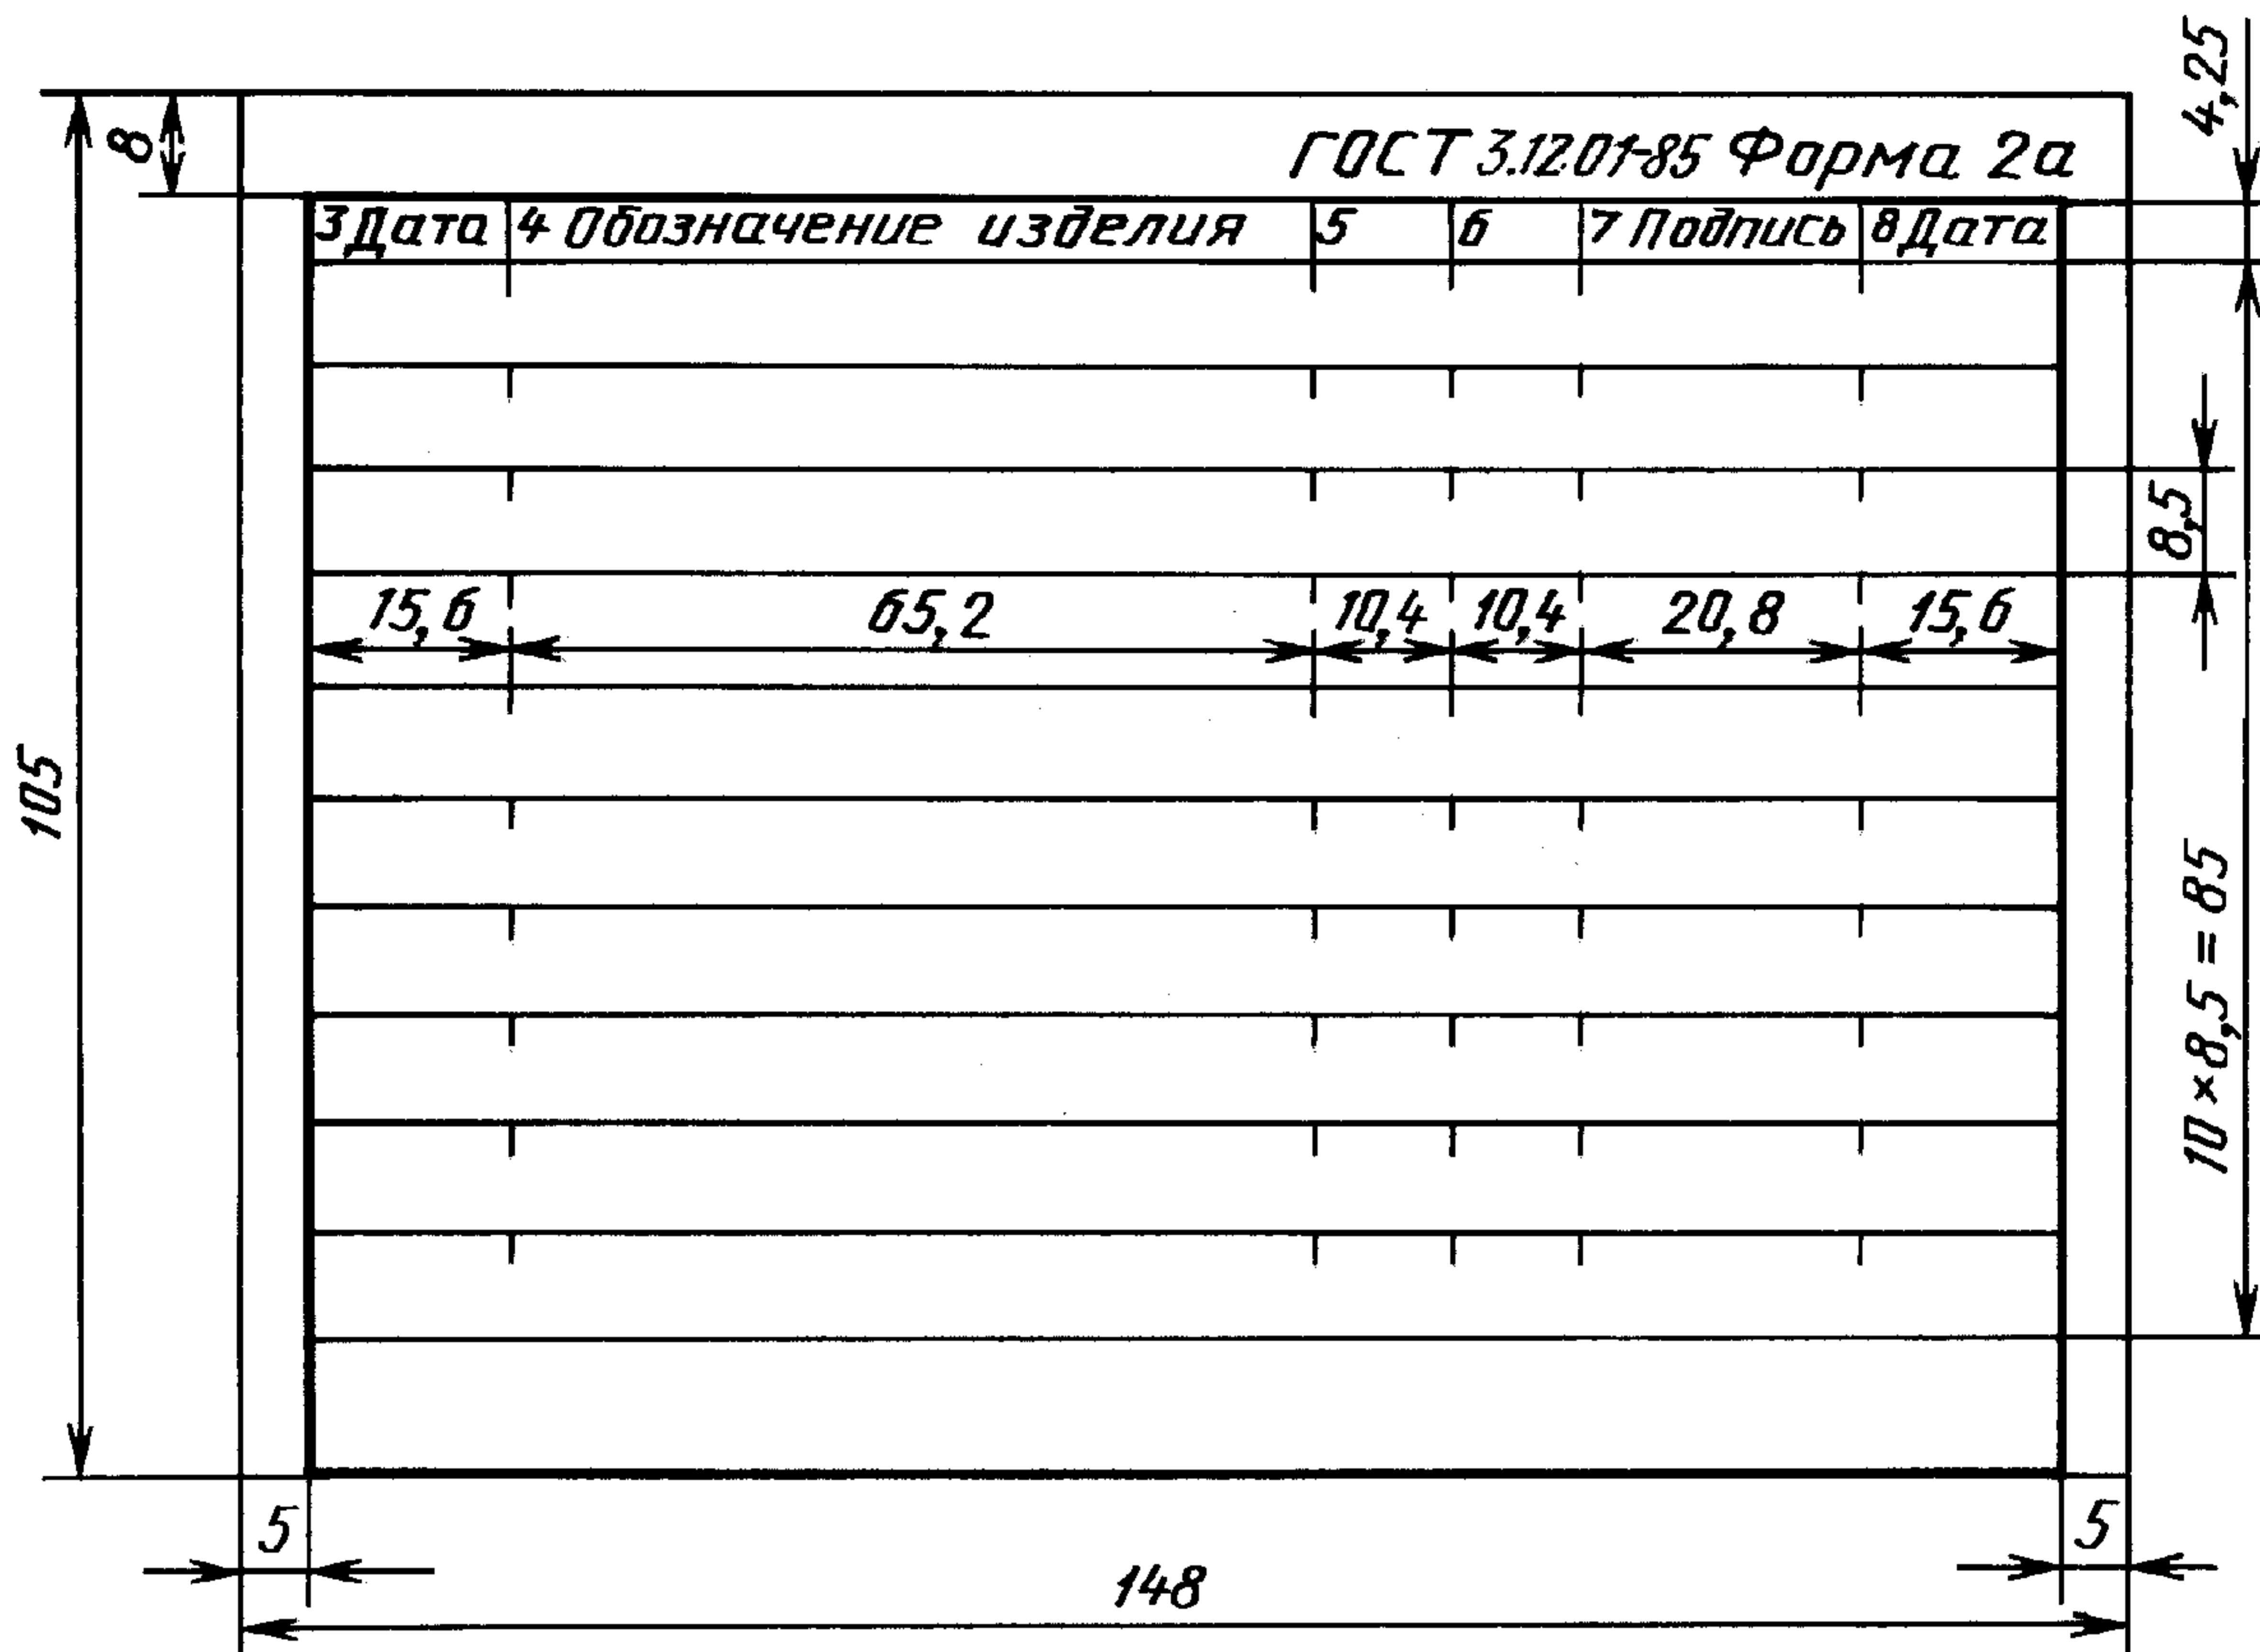 4,25
8
ГОСТ 3.1201-85 Форма 2а
3 Дата 4 Обозначение изделия 5 6 7 Подпись 8 Дата
8,5
15,6 65,2 10,4 10,4 20,8 15,6
105
10×8,5=85
5 5
148